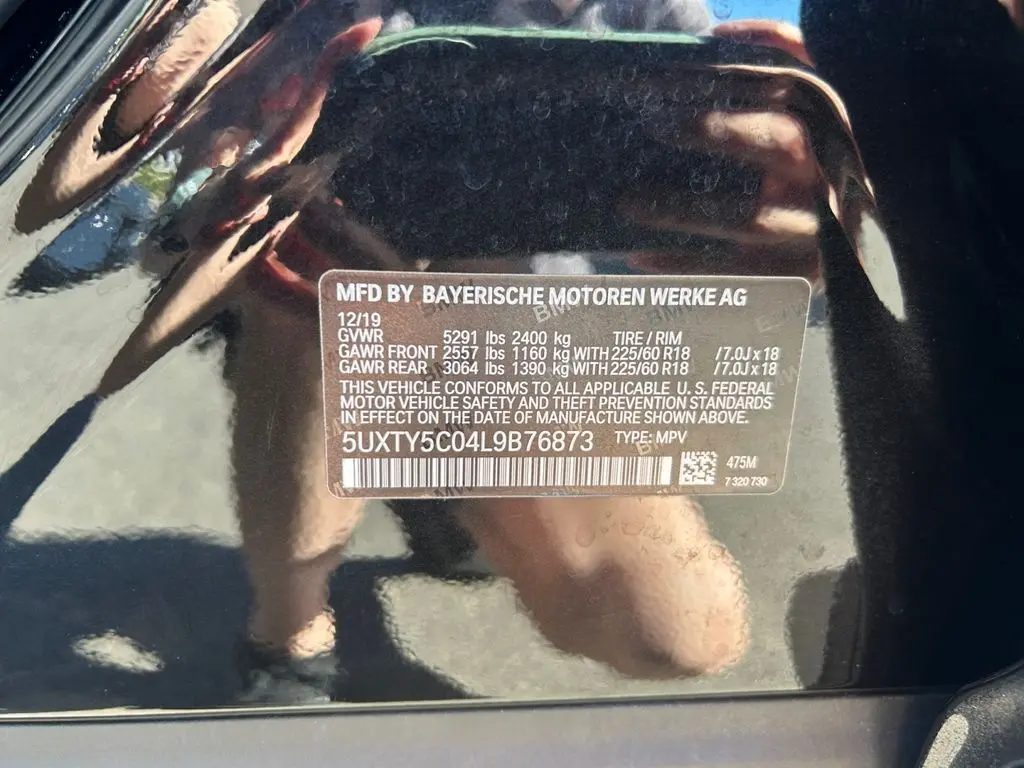 MFD BY BAYERISCHE MOTOREN WERKE AG
12/19
GVWR 5291 lbs 2400 kg TIRE / RIM
GAWR FRONT 2557 lbs 1160 kg WITH 225/60 R18 /7.0J x 18
GAWR REAR 3064 lbs 1390 kg WITH 225/60 R18 /7.0J x 18
THIS VEHICLE CONFORMS TO ALL APPLICABLE U. S. FEDERAL
MOTOR VEHICLE SAFETY AND THEFT PREVENTION STANDARDS
IN EFFECT ON THE DATE OF MANUFACTURE SHOWN ABOVE.
5UXTY5C04L9B76873 TYPE: MPV
475M
7 320 730